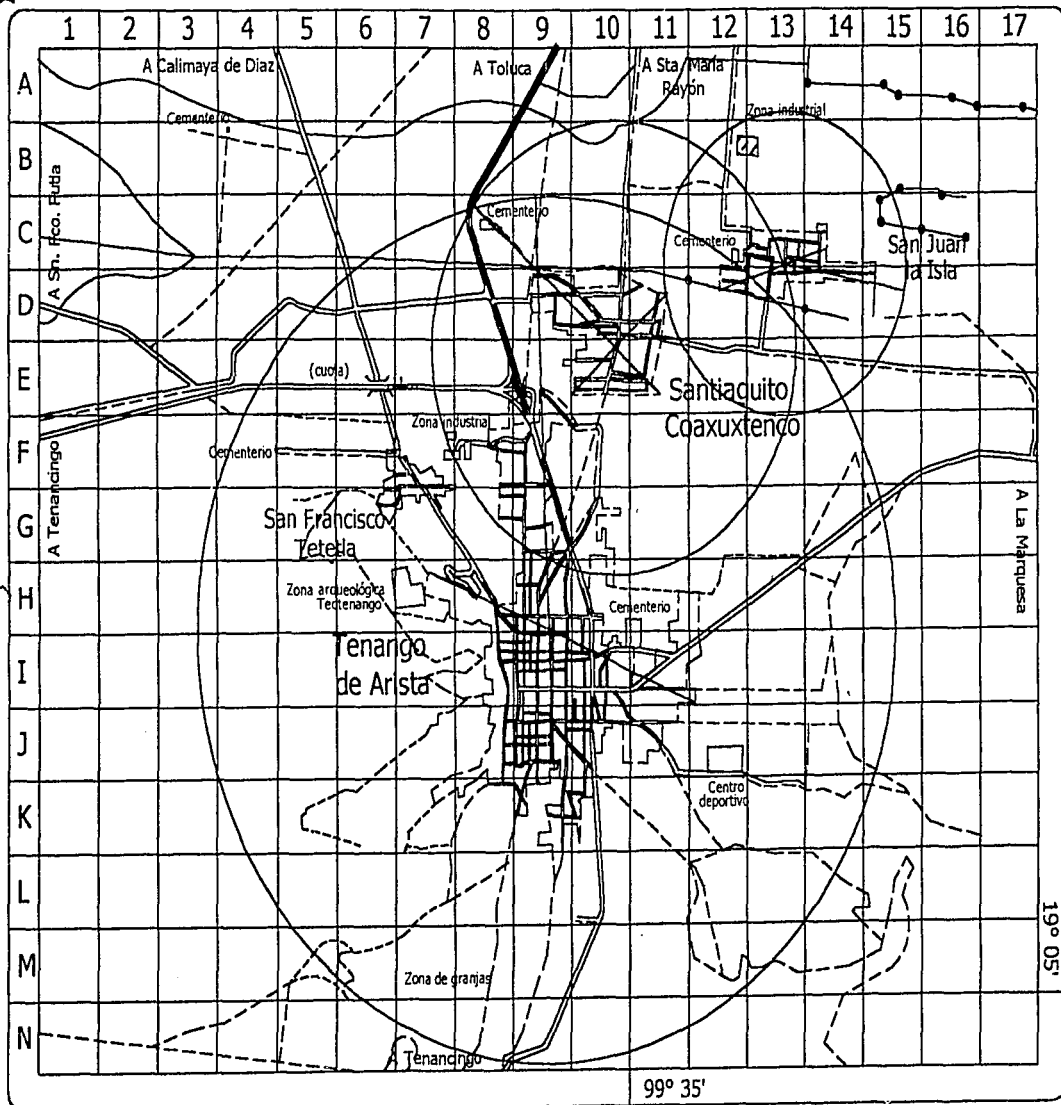 1 2 3 4 5 6 7 8 9 10 11 12 13 14 15 16 17
A
B
C
D
E
F
G
H
I
J
K
L
M
N
A Calimaya de Diaz
A Toluca
A Sta. Maria
Rayón
Cementerio
Zona industrial
A Sn. Fco. Putla
Cementerio
Cementerio
San Juan
la Isla
(cuota)
Santiaquito
Coaxuxtenco
Zona industrial
Cementerio
A Tenancingo
San Francisco
Tetetla
A La Marquesa
Zona arqueológica
Teotenango
Cementerio
Tenango
de Arista
Centro
deportivo
19° 05'
Zona de granjas
A Tenancingo
99° 35'